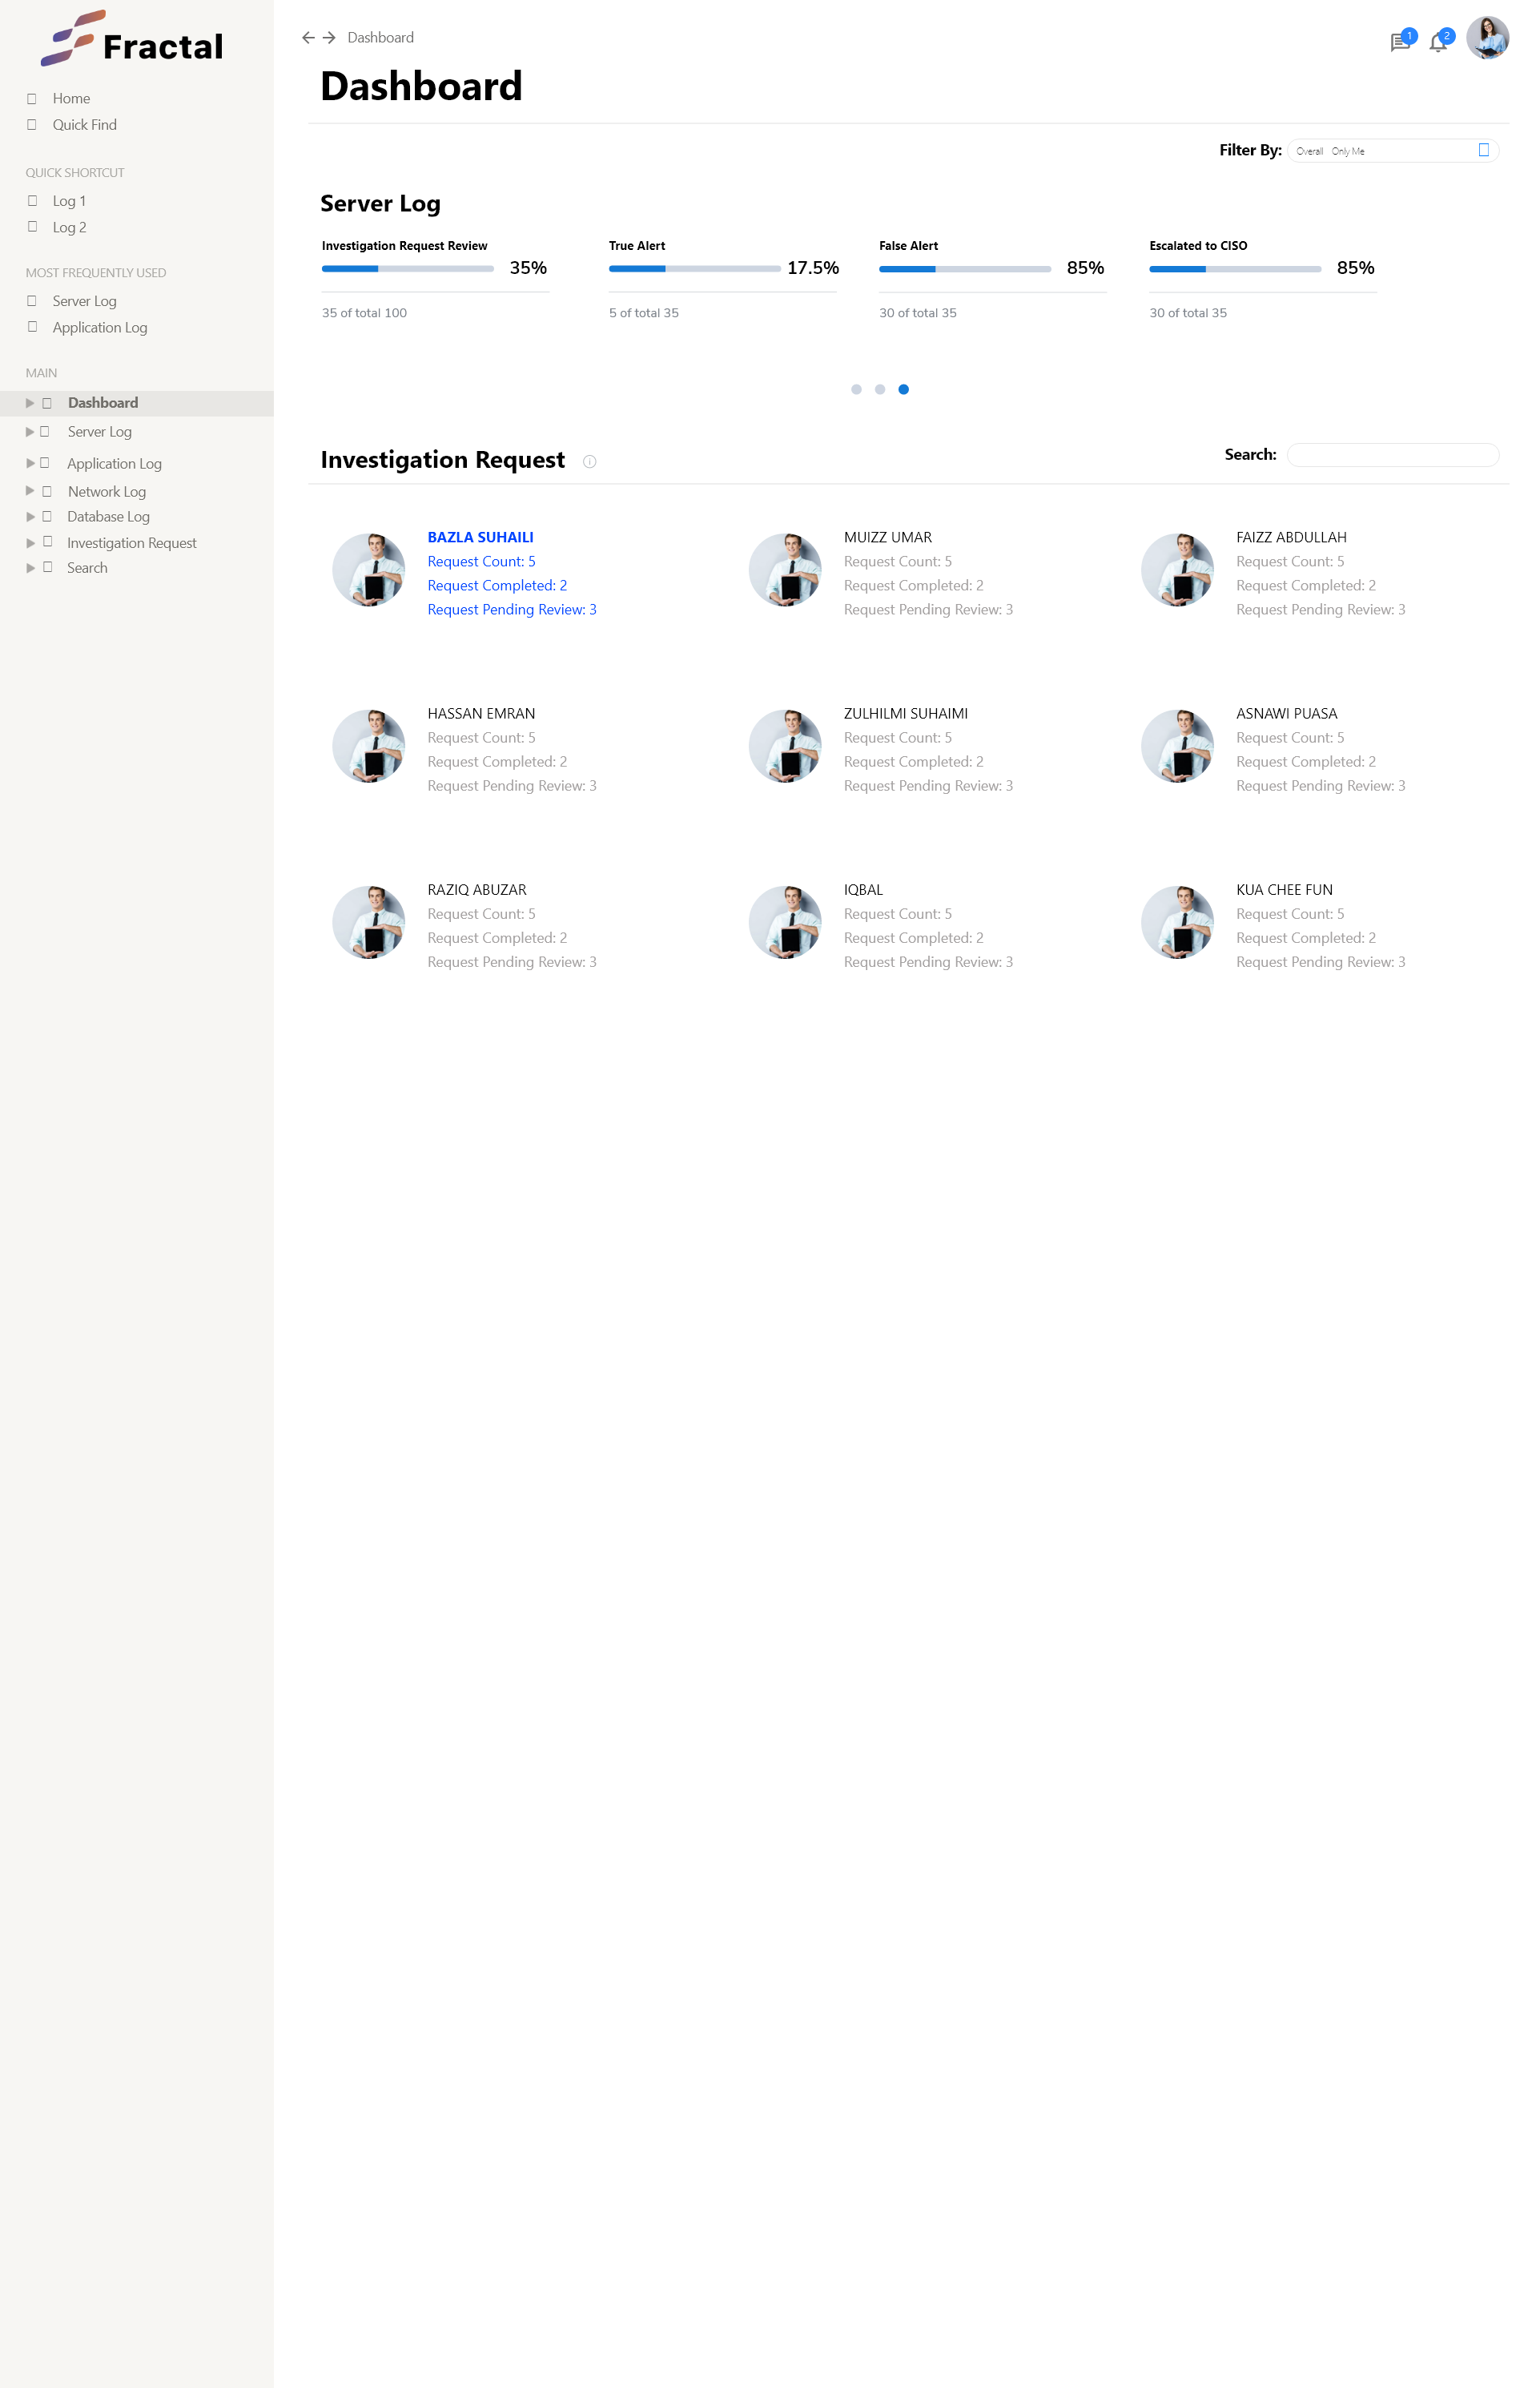 Fractal
Home
Quick Find
QUICK SHORTCUT
Log 1
Log 2
MOST FREQUENTLY USED
Server Log
Application Log
MAIN
Dashboard
Server Log
Application Log
Network Log
Database Log
Investigation Request
Search
Dashboard
1
2
Dashboard
Filter By: Overall Only Me
Server Log
Investigation Request Review
35%
35 of total 100
True Alert
17.5%
5 of total 35
False Alert
85%
30 of total 35
Escalated to CISO
85%
30 of total 35
Investigation Request
Search:
BAZLA SUHAILI
Request Count: 5
Request Completed: 2
Request Pending Review: 3
MUIZZ UMAR
Request Count: 5
Request Completed: 2
Request Pending Review: 3
FAIZZ ABDULLAH
Request Count: 5
Request Completed: 2
Request Pending Review: 3
HASSAN EMRAN
Request Count: 5
Request Completed: 2
Request Pending Review: 3
ZULHILMI SUHAIMI
Request Count: 5
Request Completed: 2
Request Pending Review: 3
ASNAWI PUASA
Request Count: 5
Request Completed: 2
Request Pending Review: 3
RAZIQ ABUZAR
Request Count: 5
Request Completed: 2
Request Pending Review: 3
IQBAL
Request Count: 5
Request Completed: 2
Request Pending Review: 3
KUA CHEE FUN
Request Count: 5
Request Completed: 2
Request Pending Review: 3